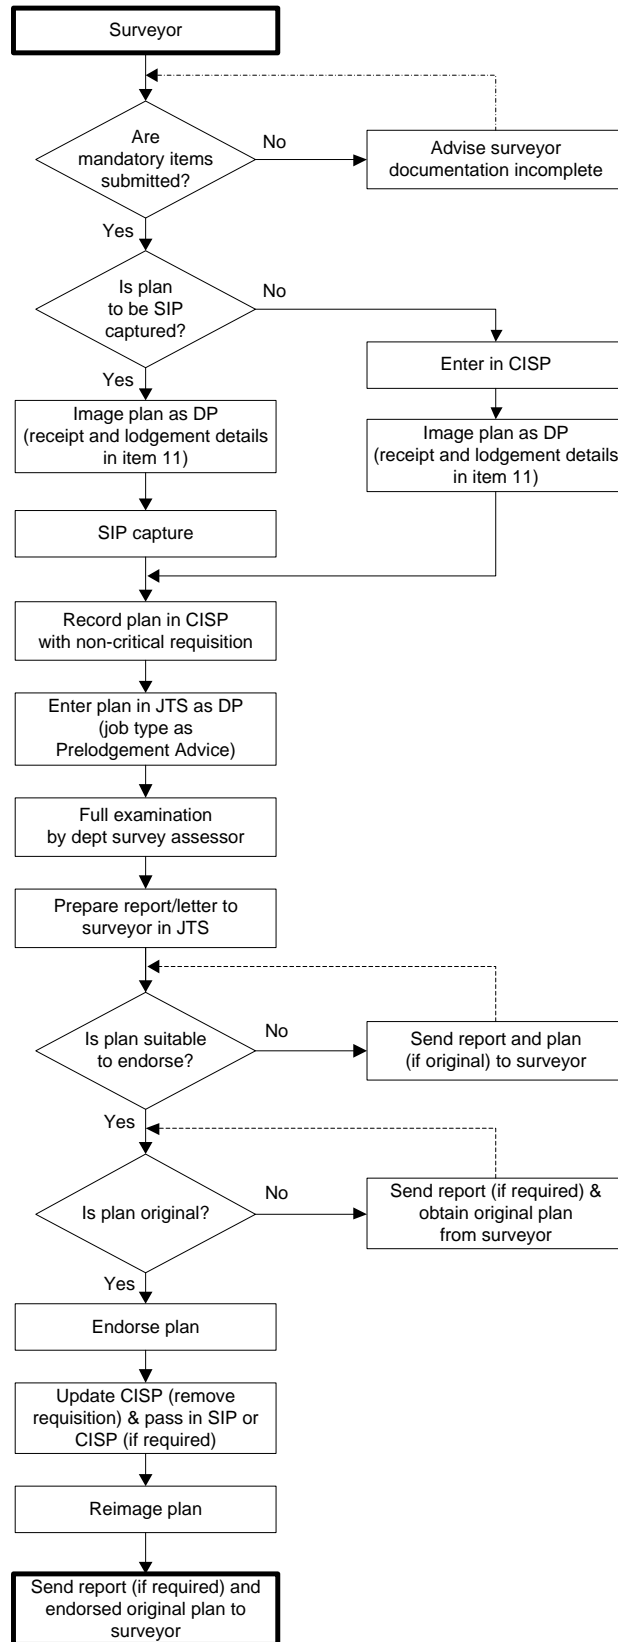 Surveyor
Are
mandatory items
submitted?
No
Advise surveyor
documentation incomplete
Yes
Is plan
to be SIP
captured?
No
Enter in CISP
Yes
Image plan as DP
(receipt and lodgement details
in item 11)
Image plan as DP
(receipt and lodgement details
in item 11)
SIP capture
Record plan in CISP
with non-critical requisition
Enter plan in JTS as DP
(job type as
Prelodgement Advice)
Full examination
by dept survey assessor
Prepare report/letter to
surveyor in JTS
Is plan suitable
to endorse?
No
Send report and plan
(if original) to surveyor
Yes
Is plan original?
No
Send report (if required) &
obtain original plan
from surveyor
Yes
Endorse plan
Update CISP (remove
requisition) & pass in SIP or
CISP (if required)
Reimage plan
Send report (if required) and
endorsed original plan to
surveyor